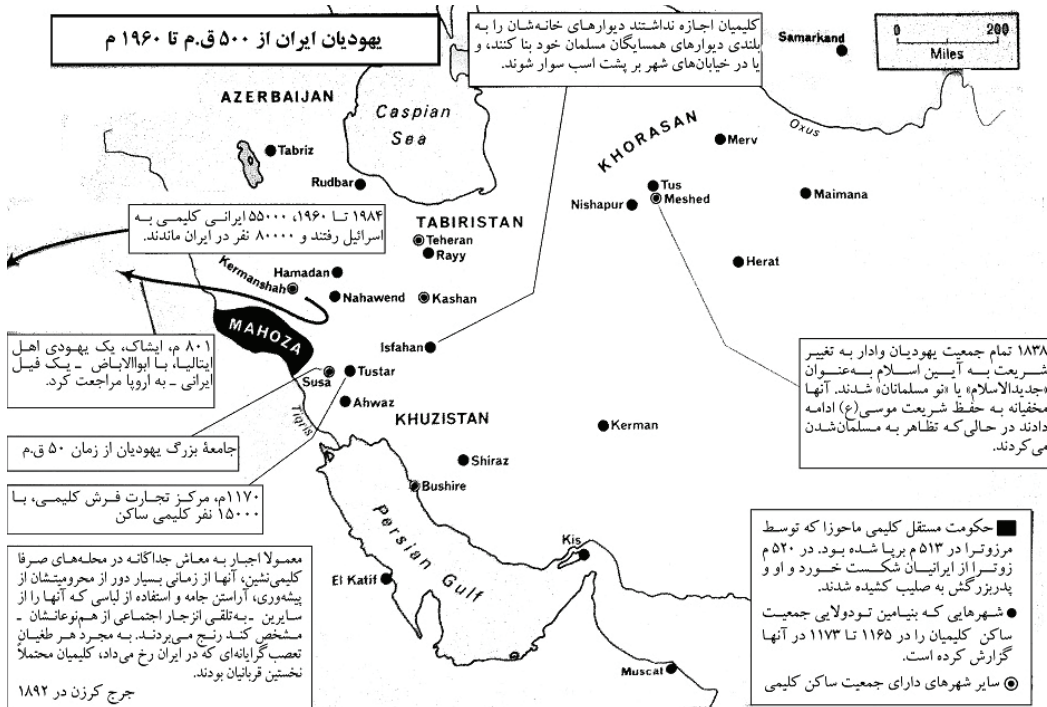 یهودیان ایران از ۵۰۰ ق.م تا ۱۹۶۰ م
کلیمیان اجازه نداشتند دیوارهای خانه‌شان را به
بلندی دیوارهای همسایگان مسلمان خود بنا کنند، و
یا در خیابان‌های شهر بر پشت اسب سوار شوند.
Samarkand
0 200
Miles
AZERBAIJAN
Caspian
Sea
KHORASAN
Oxus
Merv
Tabriz
Rudbar
Tus
Meshed
Nishapur
Maimana
۱۹۸۴ تا ۱۹۶۰، ۵۵۰۰۰ ایرانی کلیمی به
اسرائیل رفتند و ۸۰۰۰۰ نفر در ایران ماندند.
TABIRISTAN
Teheran
Rayy
Herat
Hamadan
Kermanshah
Nahawend
Kashan
MAHOZA
Isfahan
۸۰۱ م، ایشاک، یک یهودی اهل
ایتالیا، با ابواالاباض - یک فیل
ایرانی - به اروپا مراجعت کرد.
۱۸۳۸ تمام جمعیت یهودیان وادار به تغییر
شریعت به آیین اسلام به‌عنوان
«جدیدالاسلام» یا «نو مسلمانان» شدند. آنها
مخفیانه به حفظ شریعت موسی(ع) ادامه
دادند در حالی‌که تظاهر به مسلمان‌شدن
می‌کردند.
Susa
Tustar
Ahwaz
Tigris
KHUZISTAN
Kerman
جامعهٔ بزرگ یهودیان از زمان ۵۰ ق.م
Shiraz
Bushire
۱۱۷۰م، مرکز تجارت فرش کلیمی، با
۱۵۰۰۰ نفر کلیمی ساکن
Persian Gulf
Kis
El Katif
Muscat
معمولا اجبار به معاش جداگانه در محله‌های صرفا
کلیمی‌نشین، آنها از زمانی بسیار دور از محرومیتشان از
پیشه‌وری، آراستن جامه و استفاده از لباسی که آنها را از
سایرین - به‌تلقی انزجار اجتماعی از هم‌نوعانشان -
مشخص کند رنج می‌بردند. به مجرد هر طغیان
تعصب‌گرایانه‌ای که در ایران رخ می‌داد، کلیمیان محتملاً
نخستین قربانیان بودند.
جرج کرزن در ۱۸۹۲
حکومت مستقل کلیمی ماحوزا که توسط
مرزوترا در ۵۱۳ م برپا شده بود. در ۵۲۰ م
زوترا از ایرانیان شکست خورد و او و
پدربزرگش به صلیب کشیده شدند.
شهرهایی که بنیامین تودولایی جمعیت
ساکن کلیمیان را در ۱۱۶۵ تا ۱۱۷۳ در آنها
گزارش کرده است.
سایر شهرهای دارای جمعیت ساکن کلیمی